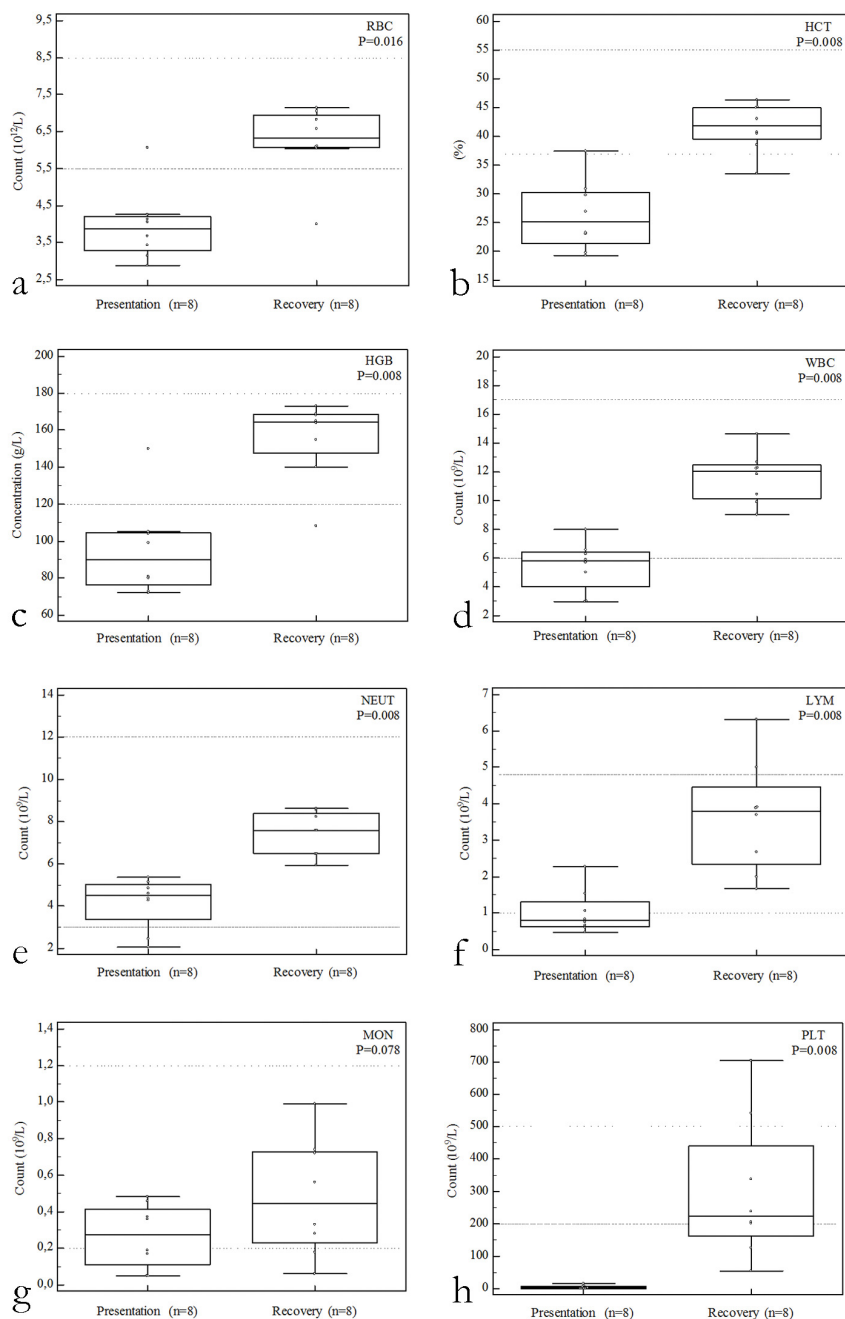 9,5
8,5
7,5
6,5
5,5
4,5
3,5
2,5
Count (10¹²/L)
RBC
P=0.016
Presentation (n=8)
Recovery (n=8)
a
60
55
50
45
40
35
30
25
20
15
(%)
HCT
P=0.008
Presentation (n=8)
Recovery (n=8)
b
200
180
160
140
120
100
80
60
Concentration (g/L)
HGB
P=0.008
Presentation (n=8)
Recovery (n=8)
c
20
18
16
14
12
10
8
6
4
2
Count (10⁹/L)
WBC
P=0.008
Presentation (n=8)
Recovery (n=8)
d
14
12
10
8
6
4
2
Count (10⁹/L)
NEUT
P=0.008
Presentation (n=8)
Recovery (n=8)
e
7
6
5
4
3
2
1
0
Count (10⁹/L)
LYM
P=0.008
Presentation (n=8)
Recovery (n=8)
f
1,4
1,2
1,0
0,8
0,6
0,4
0,2
0,0
Count (10⁹/L)
MON
P=0.078
Presentation (n=8)
Recovery (n=8)
g
800
700
600
500
400
300
200
100
0
Count (10⁹/L)
PLT
P=0.008
Presentation (n=8)
Recovery (n=8)
h